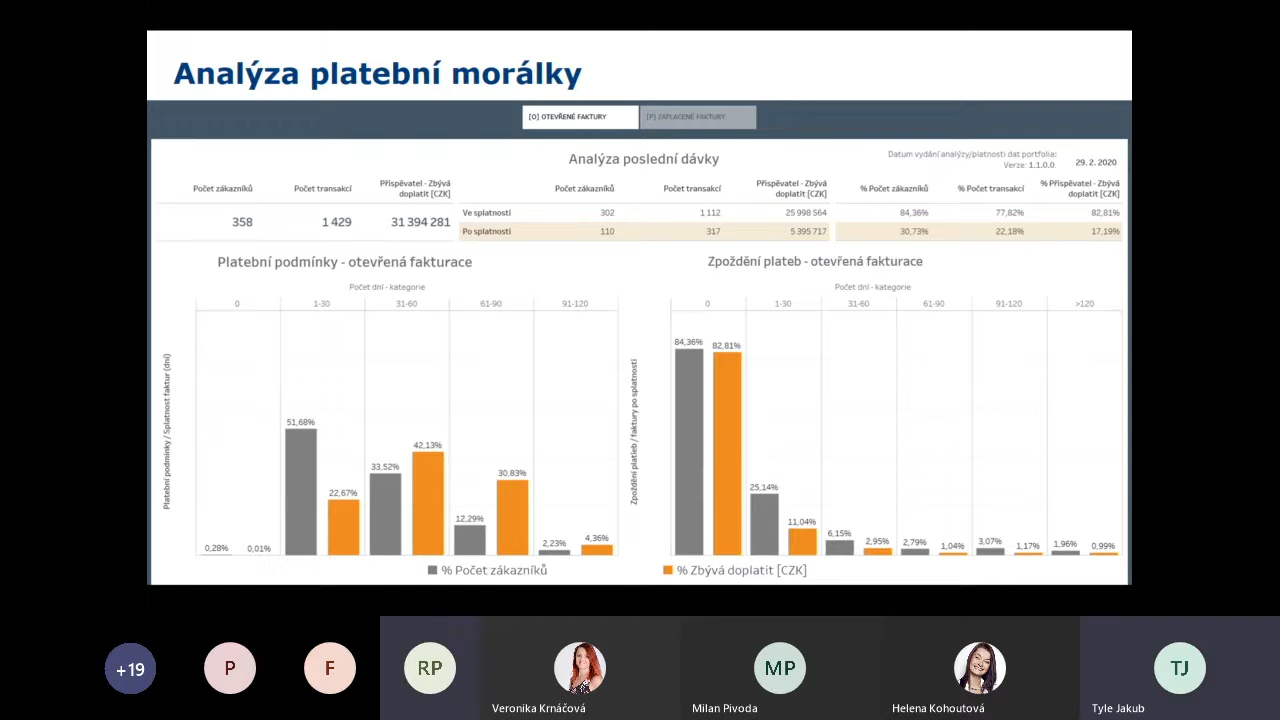 Analýza platební morálky
[O] OTEVŘENÉ FAKTURY
[P] ZAPLACENÉ FAKTURY
Analýza poslední dávky
Datum vydání analýzy/platnosti dat portfolia:
Verze: 1.1.0.0
29. 2. 2020
Počet zákazníků Počet transakcí Přispěvatel - Zbývá doplatit [CZK]
358 1 429 31 394 281
Počet zákazníků Počet transakcí Přispěvatel - Zbývá doplatit [CZK]
% Počet zákazníků % Počet transakcí % Přispěvatel - Zbývá doplatit [CZK]
Ve splatnosti 302 1 112 25 998 564 84,36% 77,82% 82,81%
Po splatnosti 110 317 5 395 717 30,73% 22,18% 17,19%
Platební podmínky - otevřená fakturace
Počet dní - kategorie
0 1-30 31-60 61-90 91-120
Platební podmínky / Splatnost faktur (dní)
0,28% 0,01% 51,68% 22,67% 33,52% 42,13% 12,29% 30,83% 2,23% 4,36%
Zpoždění plateb - otevřená fakturace
Počet dní - kategorie
0 1-30 31-60 61-90 91-120 >120
Zpoždění platieb / faktury po splatnosti
84,36% 82,81% 25,14% 11,04% 6,15% 2,95% 2,79% 1,04% 3,07% 1,17% 1,96% 0,99%
% Počet zákazníků
% Zbývá doplatit [CZK]
+19
P
F
RP
Veronika Krnáčová
MP
Milan Pivoda
Helena Kohoutová
TJ
Tyle Jakub